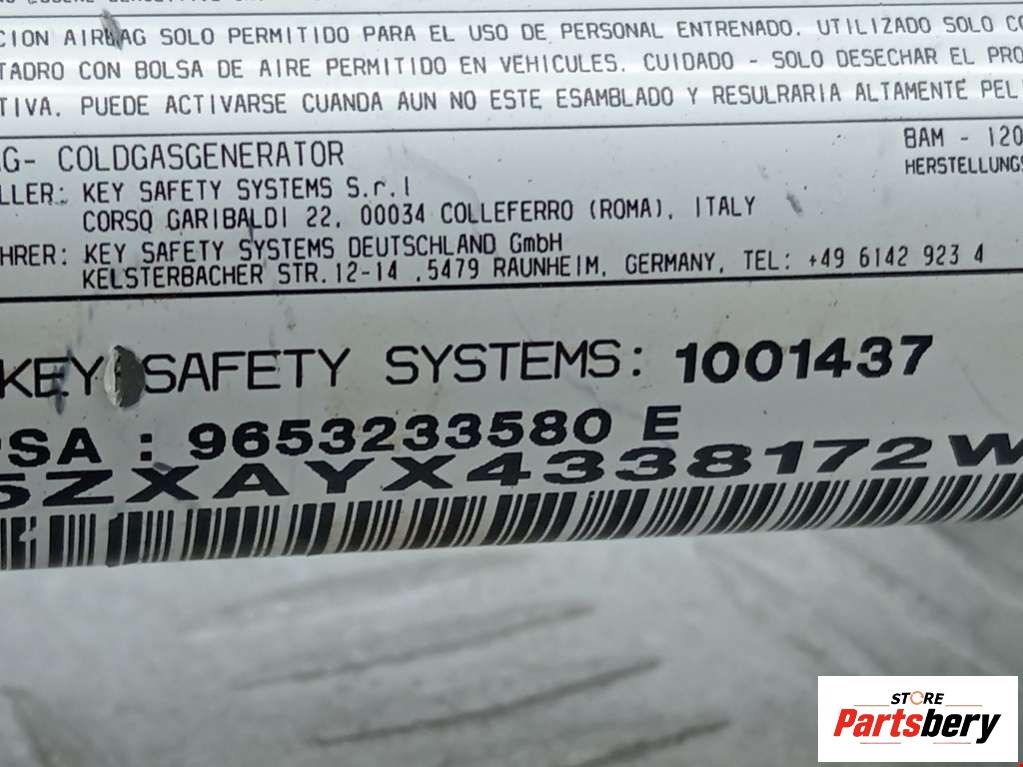 CION AIRBAG SOLO PERMITIDO PARA EL USO DE PERSONAL ENTRENADO. UTILIZADO SOLO CO
TADRO CON BOLSA DE AIRE PERMITIDO EN VEHICULES. CUIDADO - SOLO DESECHAR EL PRO
TIVA. PUEDE ACTIVARSE CUANDA AUN NO ESTE ESAMBLADO Y RESULRARIA ALTAMENTE PEL
G- COLDGASGENERATOR
BAM - 120
LLER: KEY SAFETY SYSTEMS S.r.l
HERSTELLUNGS
CORSO GARIBALDI 22, 00034 COLLEFERRO (ROMA), ITALY
HRER: KEY SAFETY SYSTEMS DEUTSCHLAND GmbH
KELSTERBACHER STR.12-14 .5479 RAUNHEIM, GERMANY, TEL: +49 6142 923 4
KEY SAFETY SYSTEMS: 1001437
PSA : 9653233580 E
5ZXAYX4338172W
STORE
Partsbery